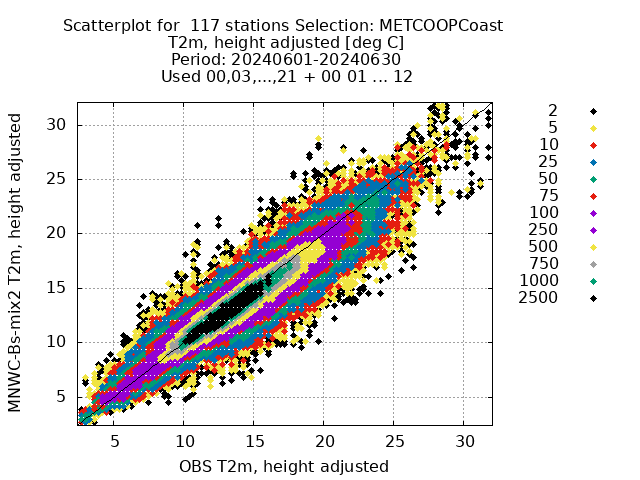 Scatterplot for  117 stations Selection: METCOOPCoast
T2m, height adjusted [deg C]
Period: 20240601-20240630
Used 00,03,...,21 + 00 01 ... 12
MNWC-Bs-mix2 T2m, height adjusted
30
25
20
15
10
5
5 10 15 20 25 30
OBS T2m, height adjusted
2
5
10
25
50
75
100
250
500
750
1000
2500